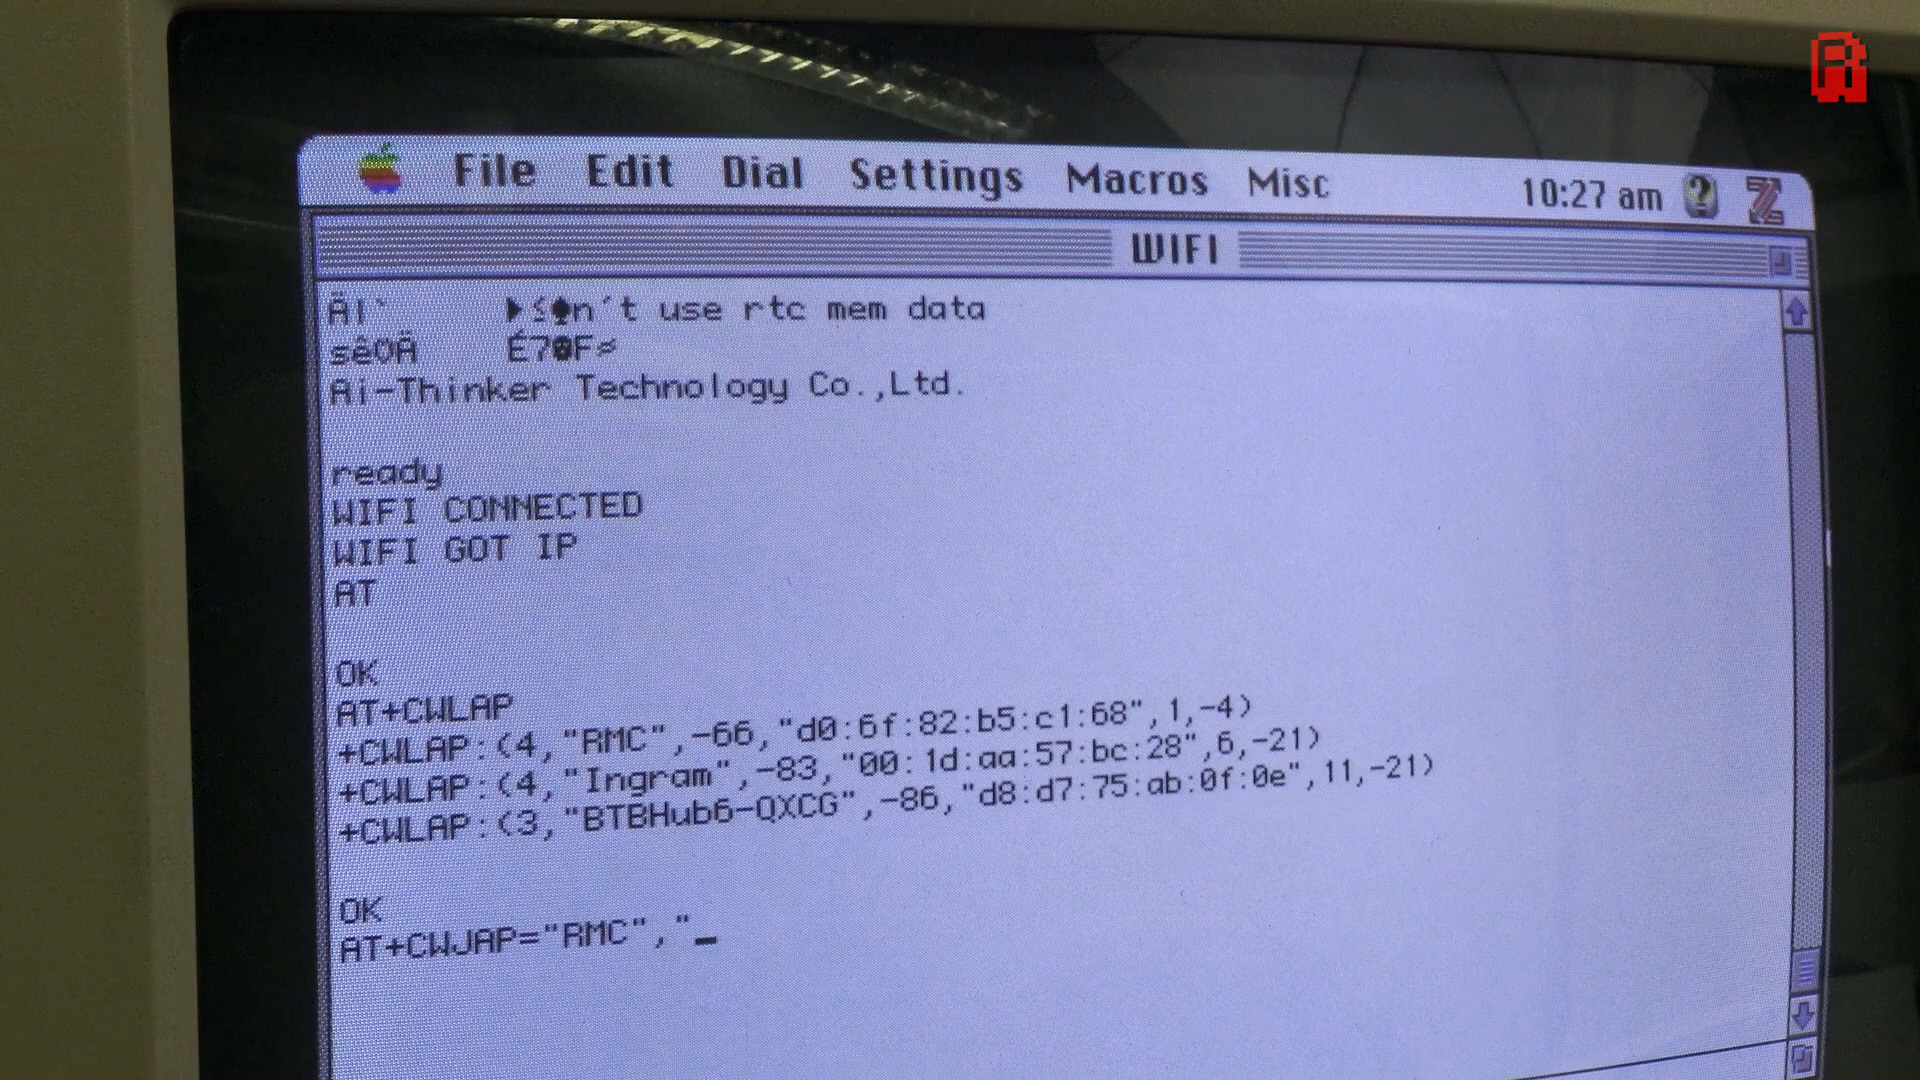 File Edit Dial Settings Macros Misc 10:27 am
WIFI
n't use rtc mem data
Ai-Thinker Technology Co.,Ltd.
ready
WIFI CONNECTED
WIFI GOT IP
AT
OK
AT+CWLAP
+CWLAP:(4,"RMC",-66,"d0:6f:82:b5:c1:68",1,-4)
+CWLAP:(4,"Ingram",-83,"00:1d:aa:57:bc:28",6,-21)
+CWLAP:(3,"BTBHub6-QXCG",-86,"d8:d7:75:ab:0f:0e",11,-21)
OK
AT+CWJAP="RMC","_